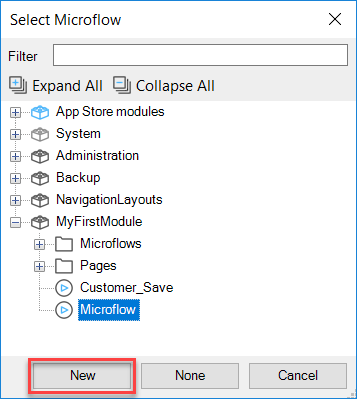 Select Microflow
Filter
Expand All Collapse All
App Store modules
System
Administration
Backup
NavigationLayouts
MyFirstModule
Microflows
Pages
Customer_Save
Microflow
New None Cancel